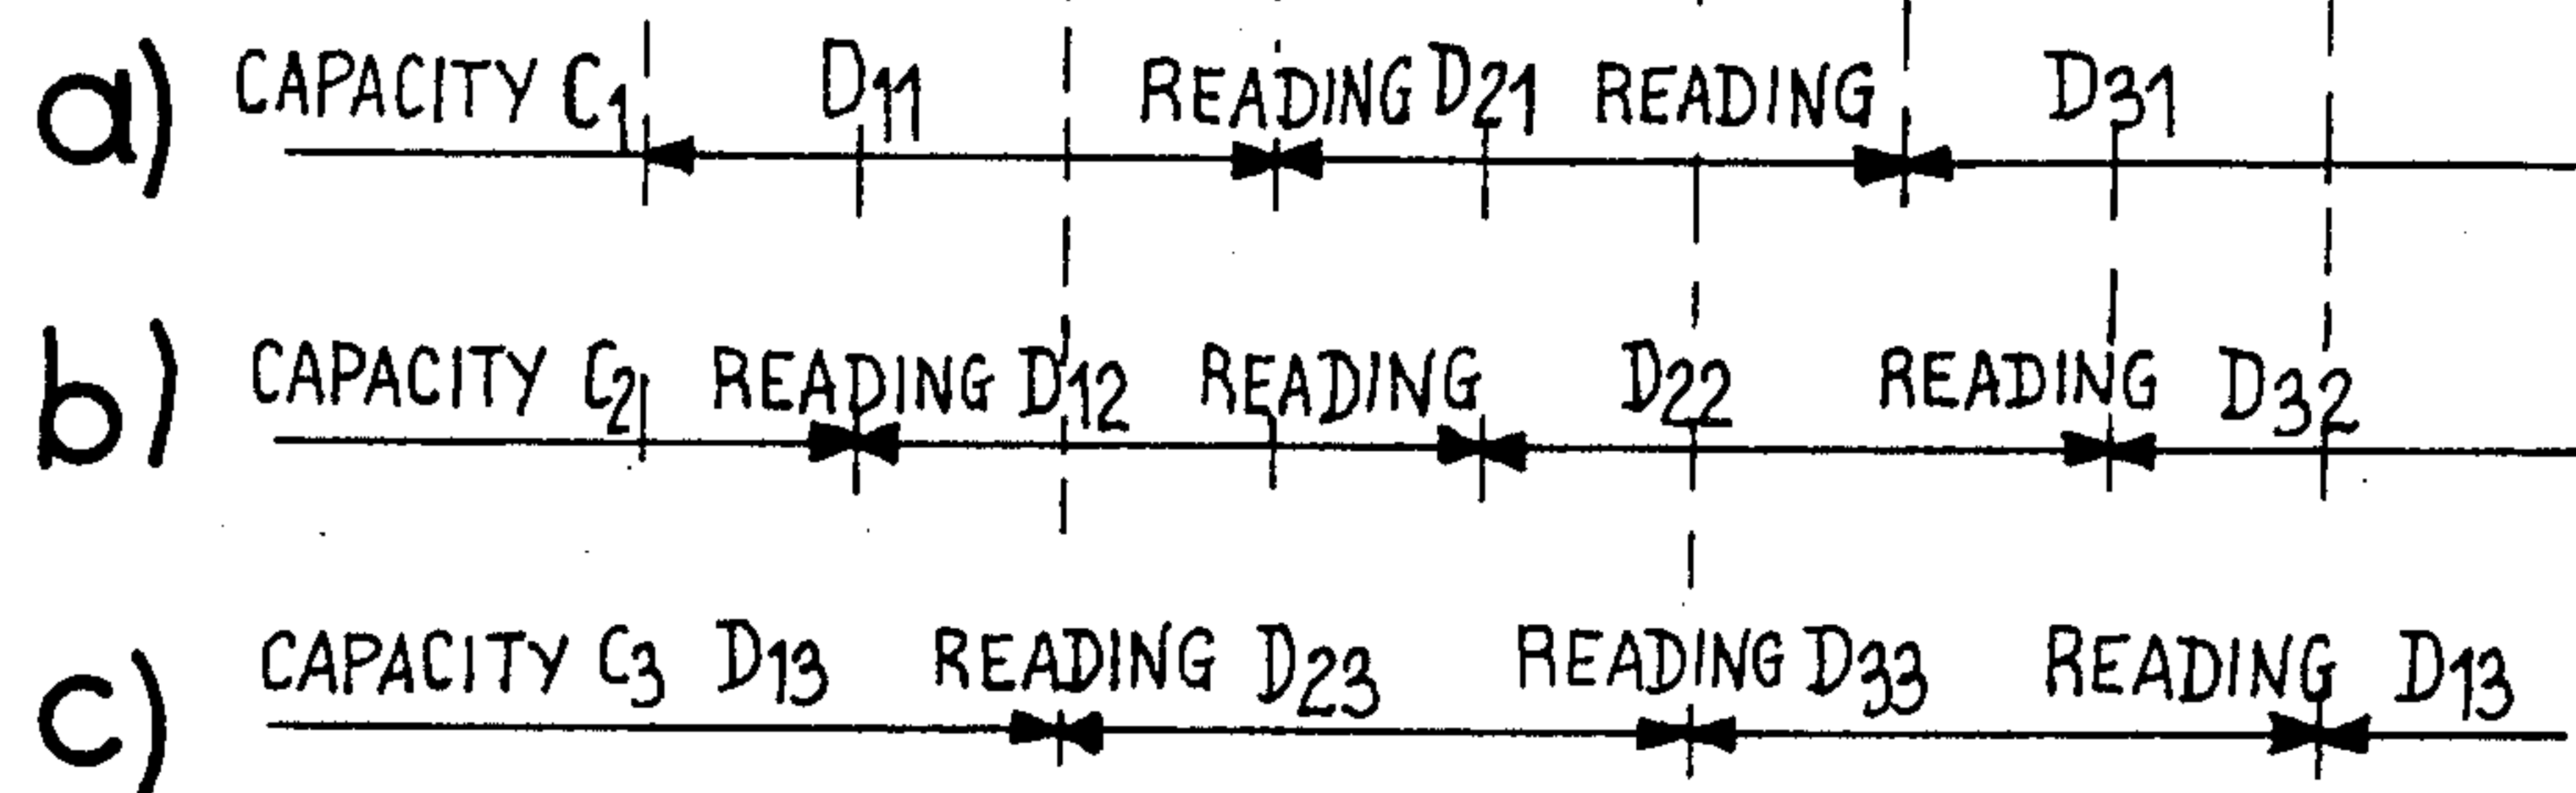 a) CAPACITY C1 D11 READING D21 READING D31
b) CAPACITY C2 READING D12 READING D22 READING D32
c) CAPACITY C3 D13 READING D23 READING D33 READING D13